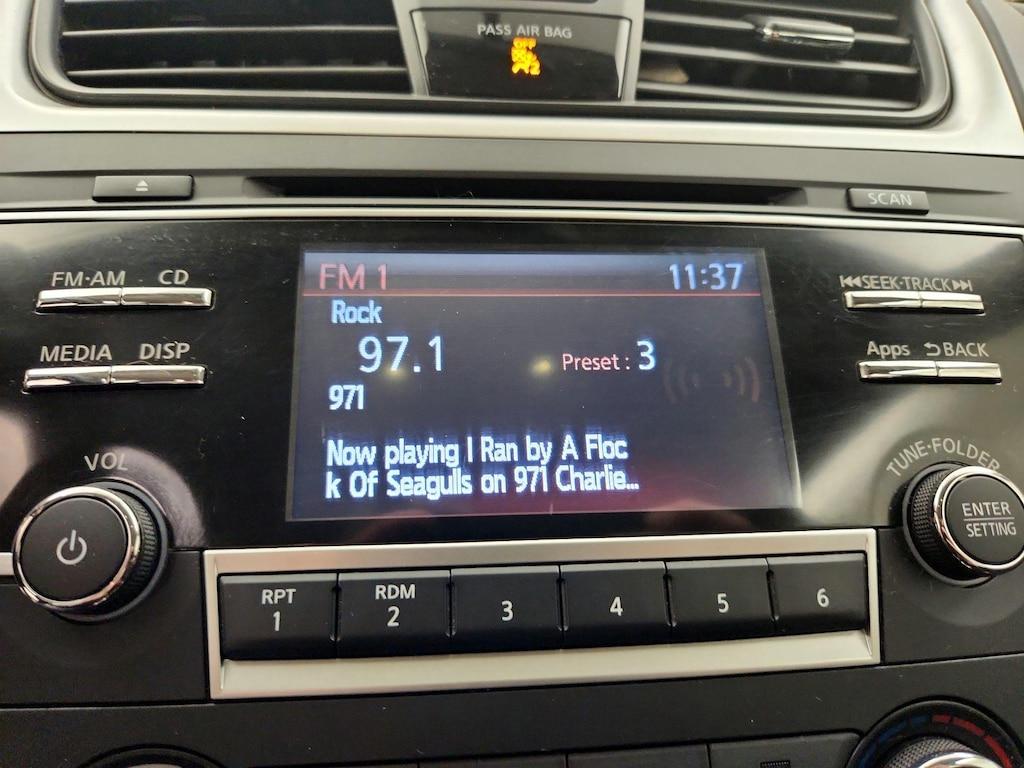 PASS AIR BAG
OFF
SCAN
FM·AM CD
MEDIA DISP
VOL
FM 1 11:37
Rock
97.1 Preset : 3
971
Now playing I Ran by A Floc
k Of Seagulls on 971 Charlie...
SEEK·TRACK
Apps BACK
TUNE·FOLDER
ENTER
SETTING
RPT
1
RDM
2
3
4
5
6